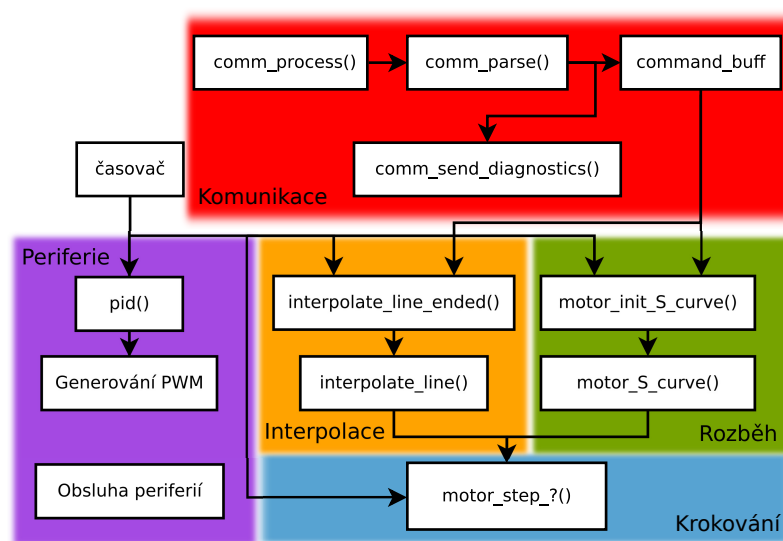 comm_process()
comm_parse()
command_buff
časovač
comm_send_diagnostics()
Komunikace
Periferie
pid()
interpolate_line_ended()
motor_init_S_curve()
Generování PWM
interpolate_line()
motor_S_curve()
Interpolace
Rozběh
Obsluha periferií
motor_step_?()
Krokování